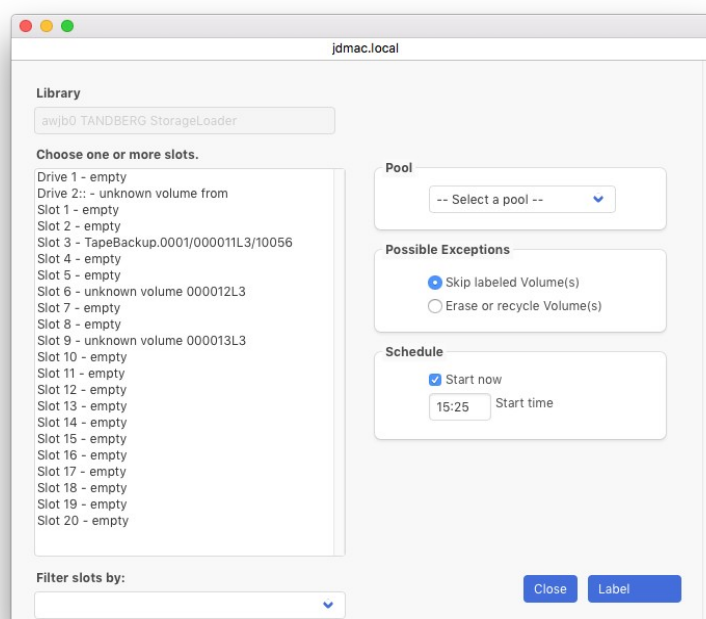 jdmac.local
Library
awjb0 TANDBERG StorageLoader
Choose one or more slots.
Drive 1 - empty
Drive 2:: - unknown volume from
Slot 1 - empty
Slot 2 - empty
Slot 3 - TapeBackup.0001/000011L3/10056
Slot 4 - empty
Slot 5 - empty
Slot 6 - unknown volume 000012L3
Slot 7 - empty
Slot 8 - empty
Slot 9 - unknown volume 000013L3
Slot 10 - empty
Slot 11 - empty
Slot 12 - empty
Slot 13 - empty
Slot 14 - empty
Slot 15 - empty
Slot 16 - empty
Slot 17 - empty
Slot 18 - empty
Slot 19 - empty
Slot 20 - empty
Filter slots by:
Pool
-- Select a pool --
Possible Exceptions
Skip labeled Volume(s)
Erase or recycle Volume(s)
Schedule
Start now
15:25 Start time
Close Label